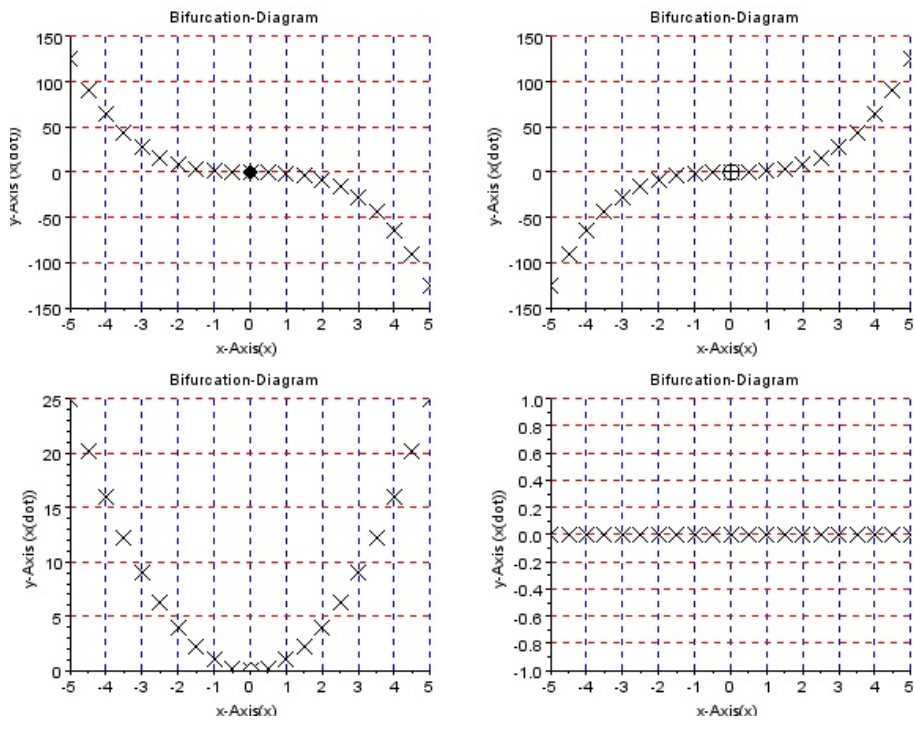 Bifurcation-Diagram
150
100
50
0
-50
-100
-150
-5 -4 -3 -2 -1 0 1 2 3 4 5
y-Axis (x(dot))
x-Axis(x)
Bifurcation-Diagram
150
100
50
0
-50
-100
-150
-5 -4 -3 -2 -1 0 1 2 3 4 5
y-Axis (x(dot))
x-Axis(x)
Bifurcation-Diagram
25
20
15
10
5
0
-5 -4 -3 -2 -1 0 1 2 3 4 5
y-Axis (x(dot))
x-Axis(x)
Bifurcation-Diagram
1.0
0.8
0.6
0.4
0.2
0.0
-0.2
-0.4
-0.6
-0.8
-1.0
-5 -4 -3 -2 -1 0 1 2 3 4 5
y-Axis (x(dot))
x-Axis(x)